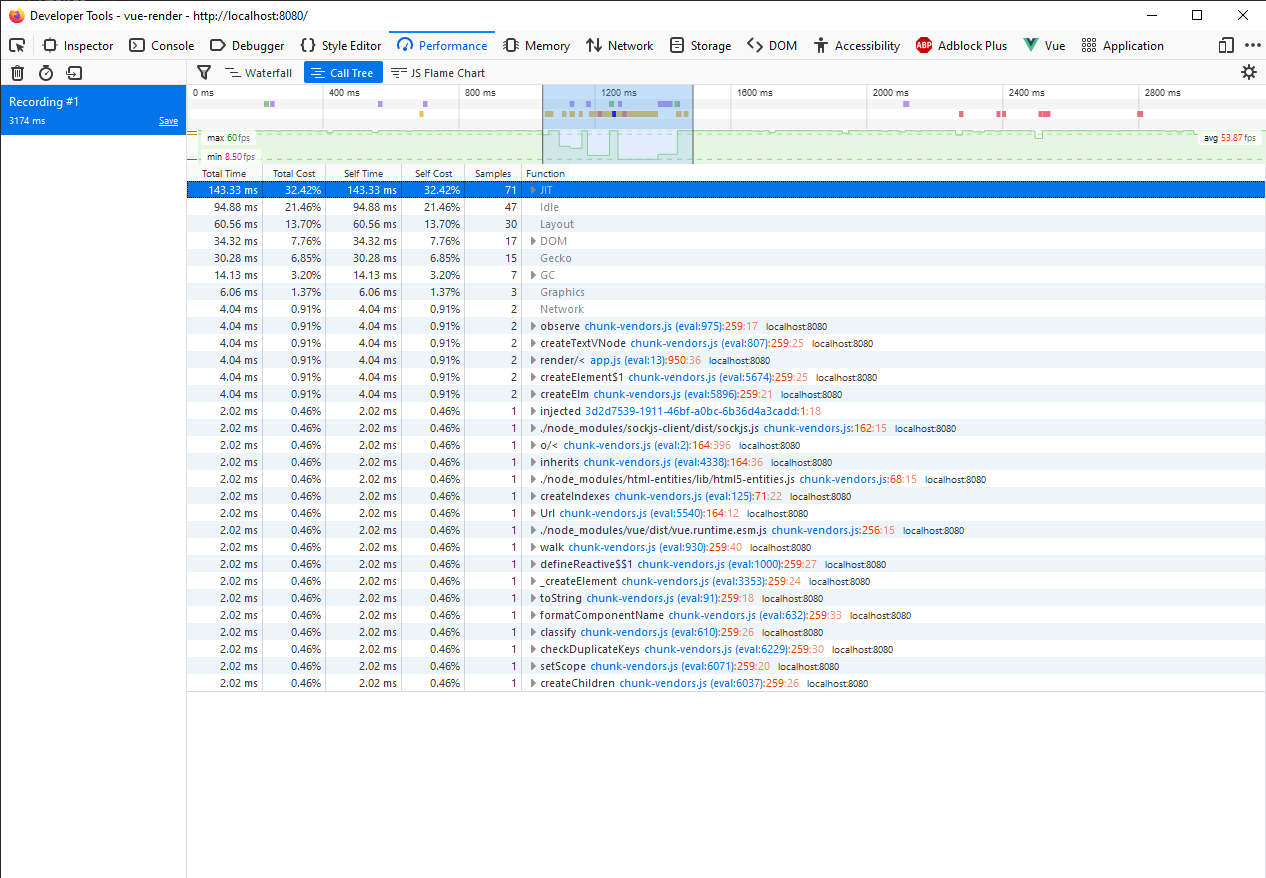 Developer Tools - vue-render - http://localhost:8080/
Inspector Console Debugger Style Editor Performance Memory Network Storage DOM Accessibility ABP Adblock Plus Vue Application
Waterfall Call Tree JS Flame Chart
Recording #1
3174 ms Save
0 ms 400 ms 800 ms 1200 ms 1600 ms 2000 ms 2400 ms 2800 ms
max 60fps
avg 53.87fps
min 8.50fps
Total Time Total Cost Self Time Self Cost Samples Function
143.33 ms 32.42% 143.33 ms 32.42% 71 JIT
94.88 ms 21.46% 94.88 ms 21.46% 47 Idle
60.56 ms 13.70% 60.56 ms 13.70% 30 Layout
34.32 ms 7.76% 34.32 ms 7.76% 17 DOM
30.28 ms 6.85% 30.28 ms 6.85% 15 Gecko
14.13 ms 3.20% 14.13 ms 3.20% 7 GC
6.06 ms 1.37% 6.06 ms 1.37% 3 Graphics
4.04 ms 0.91% 4.04 ms 0.91% 2 Network
4.04 ms 0.91% 4.04 ms 0.91% 2 observe chunk-vendors.js (eval:975):259:17 localhost:8080
4.04 ms 0.91% 4.04 ms 0.91% 2 createTextVNode chunk-vendors.js (eval:807):259:25 localhost:8080
4.04 ms 0.91% 4.04 ms 0.91% 2 render/< app.js (eval:13):950:36 localhost:8080
4.04 ms 0.91% 4.04 ms 0.91% 2 createElement$1 chunk-vendors.js (eval:5674):259:25 localhost:8080
4.04 ms 0.91% 4.04 ms 0.91% 2 createElm chunk-vendors.js (eval:5896):259:21 localhost:8080
2.02 ms 0.46% 2.02 ms 0.46% 1 injected 3d2d7539-1911-46bf-a0bc-6b36d4a3cadd:1:18
2.02 ms 0.46% 2.02 ms 0.46% 1 ./node_modules/sockjs-client/dist/sockjs.js chunk-vendors.js:162:15 localhost:8080
2.02 ms 0.46% 2.02 ms 0.46% 1 o/< chunk-vendors.js (eval:2):164:396 localhost:8080
2.02 ms 0.46% 2.02 ms 0.46% 1 inherits chunk-vendors.js (eval:4338):164:36 localhost:8080
2.02 ms 0.46% 2.02 ms 0.46% 1 ./node_modules/html-entities/lib/html5-entities.js chunk-vendors.js:68:15 localhost:8080
2.02 ms 0.46% 2.02 ms 0.46% 1 createIndexes chunk-vendors.js (eval:125):71:22 localhost:8080
2.02 ms 0.46% 2.02 ms 0.46% 1 Url chunk-vendors.js (eval:5540):164:12 localhost:8080
2.02 ms 0.46% 2.02 ms 0.46% 1 ./node_modules/vue/dist/vue.runtime.esm.js chunk-vendors.js:256:15 localhost:8080
2.02 ms 0.46% 2.02 ms 0.46% 1 walk chunk-vendors.js (eval:930):259:40 localhost:8080
2.02 ms 0.46% 2.02 ms 0.46% 1 defineReactive$$1 chunk-vendors.js (eval:1000):259:27 localhost:8080
2.02 ms 0.46% 2.02 ms 0.46% 1 _createElement chunk-vendors.js (eval:3353):259:24 localhost:8080
2.02 ms 0.46% 2.02 ms 0.46% 1 toString chunk-vendors.js (eval:91):259:18 localhost:8080
2.02 ms 0.46% 2.02 ms 0.46% 1 formatComponentName chunk-vendors.js (eval:632):259:33 localhost:8080
2.02 ms 0.46% 2.02 ms 0.46% 1 classify chunk-vendors.js (eval:610):259:26 localhost:8080
2.02 ms 0.46% 2.02 ms 0.46% 1 checkDuplicateKeys chunk-vendors.js (eval:6229):259:30 localhost:8080
2.02 ms 0.46% 2.02 ms 0.46% 1 setScope chunk-vendors.js (eval:6071):259:20 localhost:8080
2.02 ms 0.46% 2.02 ms 0.46% 1 createChildren chunk-vendors.js (eval:6037):259:26 localhost:8080